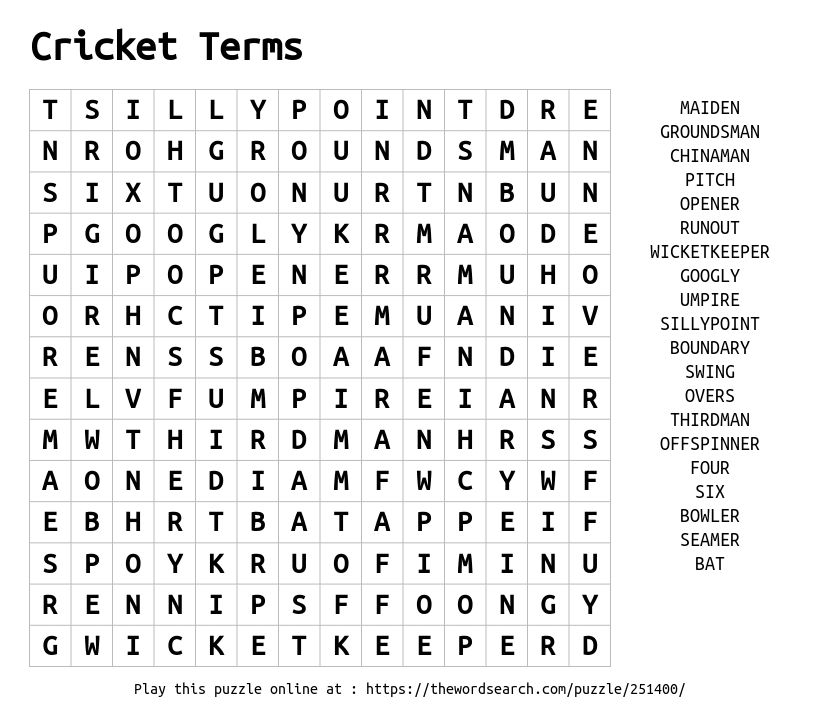 Cricket Terms
T S I L L Y P O I N T D R E
N R O H G R O U N D S M A N
S I X T U O N U R T N B U N
P G O O G L Y K R M A O D E
U I P O P E N E R R M U H O
O R H C T I P E M U A N I V
R E N S S B O A A F N D I E
E L V F U M P I R E I A N R
M W T H I R D M A N H R S S
A O N E D I A M F W C Y W F
E B H R T B A T A P P E I F
S P O Y K R U O F I M I N U
R E N N I P S F F O O N G Y
G W I C K E T K E E P E R D
MAIDEN
GROUNDSMAN
CHINAMAN
PITCH
OPENER
RUNOUT
WICKETKEEPER
GOOGLY
UMPIRE
SILLYPOINT
BOUNDARY
SWING
OVERS
THIRDMAN
OFFSPINNER
FOUR
SIX
BOWLER
SEAMER
BAT
Play this puzzle online at : https://thewordsearch.com/puzzle/251400/